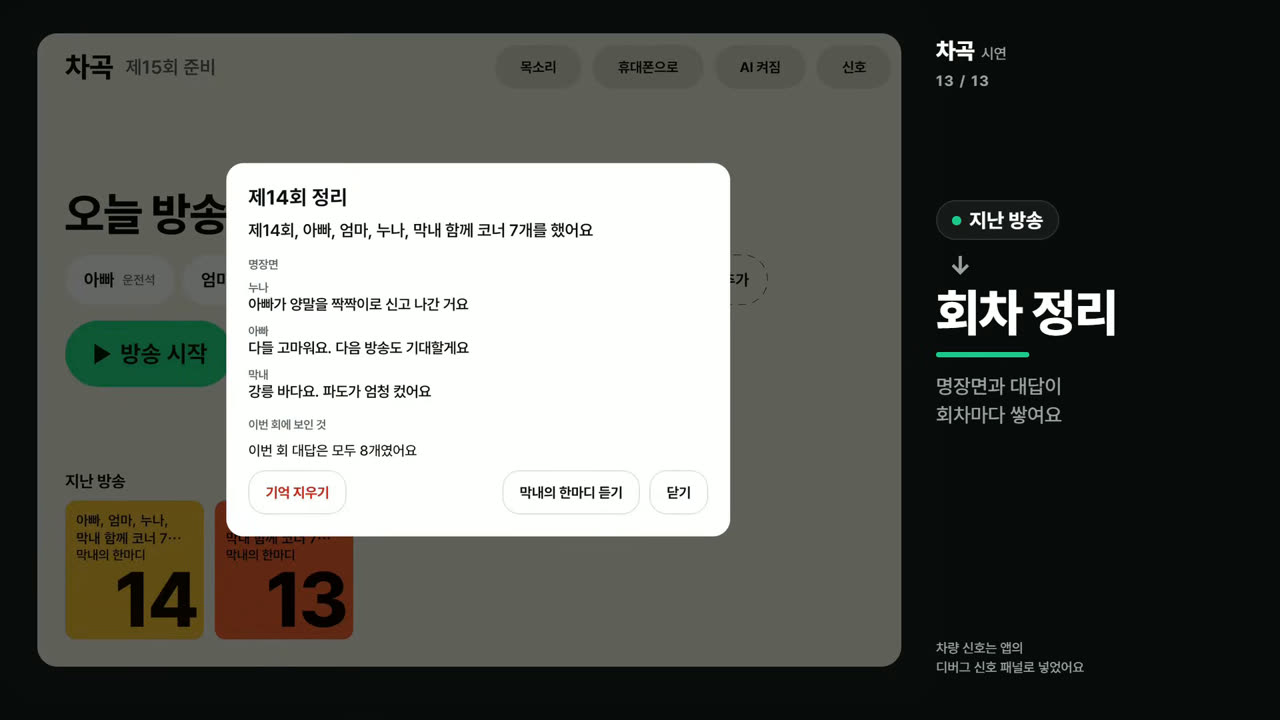 차곡 제15회 준비
목소리
휴대폰으로
AI 켜짐
신호
오늘 방송
아빠 운전석
엄마
추가
▶ 방송 시작
제14회 정리
제14회, 아빠, 엄마, 누나, 막내 함께 코너 7개를 했어요
명장면
누나
아빠가 양말을 짝짝이로 신고 나간 거요
아빠
다들 고마워요. 다음 방송도 기대할게요
막내
강릉 바다요. 파도가 엄청 컸어요
이번 회에 보인 것
이번 회 대답은 모두 8개였어요
기억 지우기
막내의 한마디 듣기
닫기
지난 방송
아빠, 엄마, 누나,
막내 함께 코너 7…
막내의 한마디
14
막내 함께 코너 7…
막내의 한마디
13
차곡 시연
13 / 13
지난 방송
↓
회차 정리
명장면과 대답이
회차마다 쌓여요
차량 신호는 앱의
디버그 신호 패널로 넣었어요